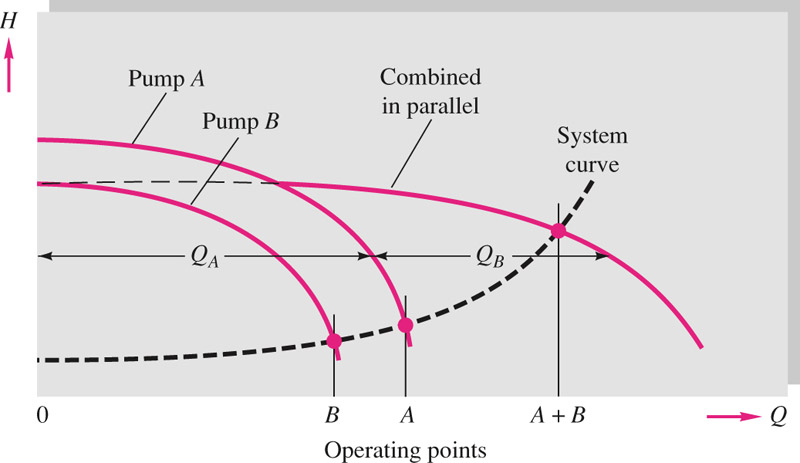 H
Pump A
Pump B
Combined
in parallel
System
curve
Q_A
Q_B
0
B
A
A + B
Q
Operating points